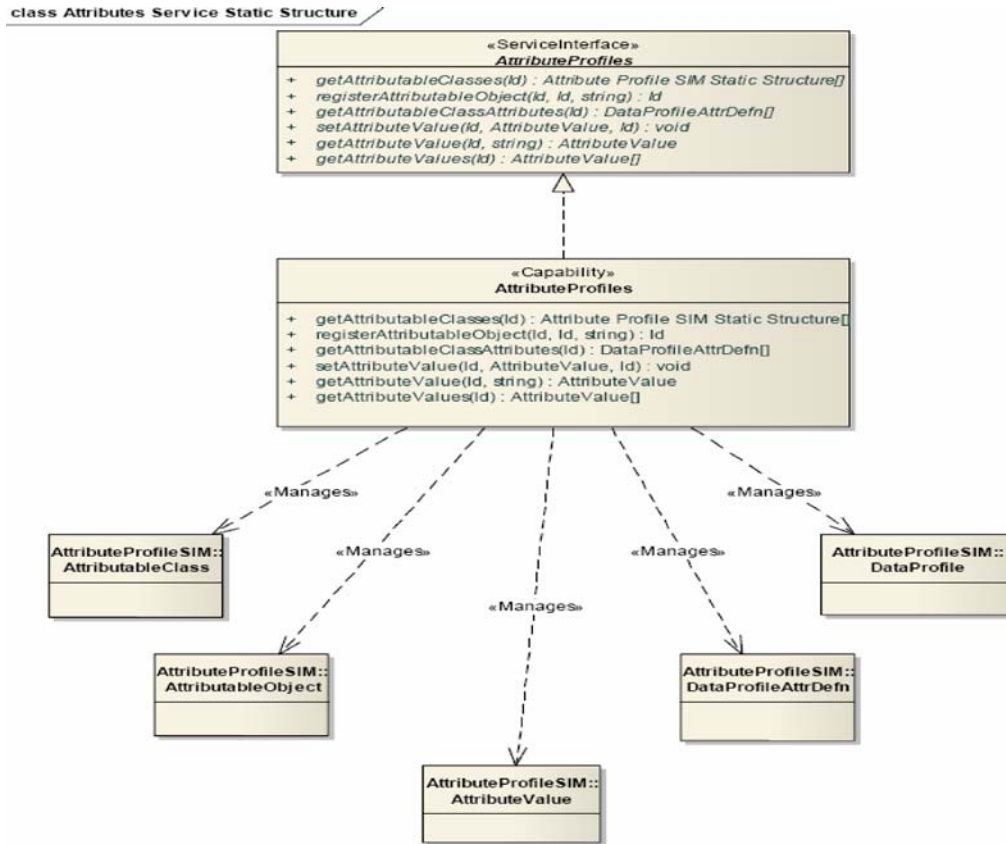 class Attributes Service Static Structure
«ServiceInterface»
AttributeProfiles
+ getAttributableClasses(Id) : Attribute Profile SIM Static Structure[]
+ registerAttributableObject(Id, Id, string) : Id
+ getAttributableClassAttributes(Id) : DataProfileAttrDefn[]
+ setAttributeValue(Id, AttributeValue, Id) : void
+ getAttributeValue(Id, string) : AttributeValue
+ getAttributeValues(Id) : AttributeValue[]
«Capability»
AttributeProfiles
+ getAttributableClasses(Id) : Attribute Profile SIM Static Structure[]
+ registerAttributableObject(Id, Id, string) : Id
+ getAttributableClassAttributes(Id) : DataProfileAttrDefn[]
+ setAttributeValue(Id, AttributeValue, Id) : void
+ getAttributeValue(Id, string) : AttributeValue
+ getAttributeValues(Id) : AttributeValue[]
«Manages»
«Manages»
«Manages»
«Manages»
«Manages»
AttributeProfileSIM::
AttributableClass
AttributeProfileSIM::
DataProfile
AttributeProfileSIM::
AttributableObject
AttributeProfileSIM::
DataProfileAttrDefn
AttributeProfileSIM::
AttributeValue